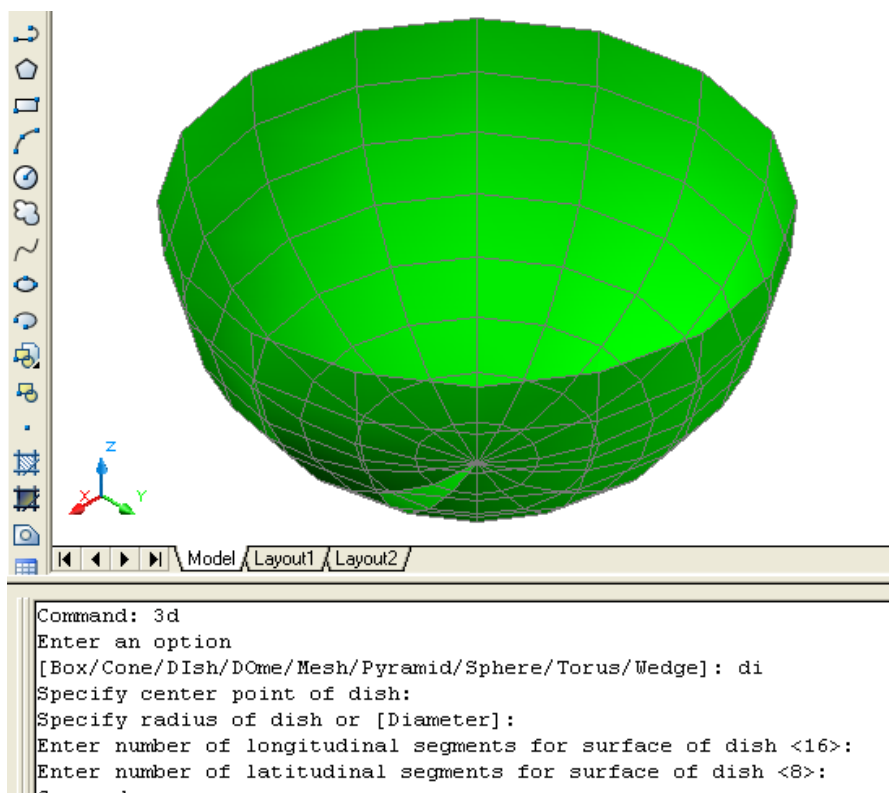 Z
X
Y
Model Layout1 Layout2
Command: 3d
Enter an option
[Box/Cone/DIsh/DOme/Mesh/Pyramid/Sphere/Torus/Wedge]: di
Specify center point of dish:
Specify radius of dish or [Diameter]:
Enter number of longitudinal segments for surface of dish <16>:
Enter number of latitudinal segments for surface of dish <8>: